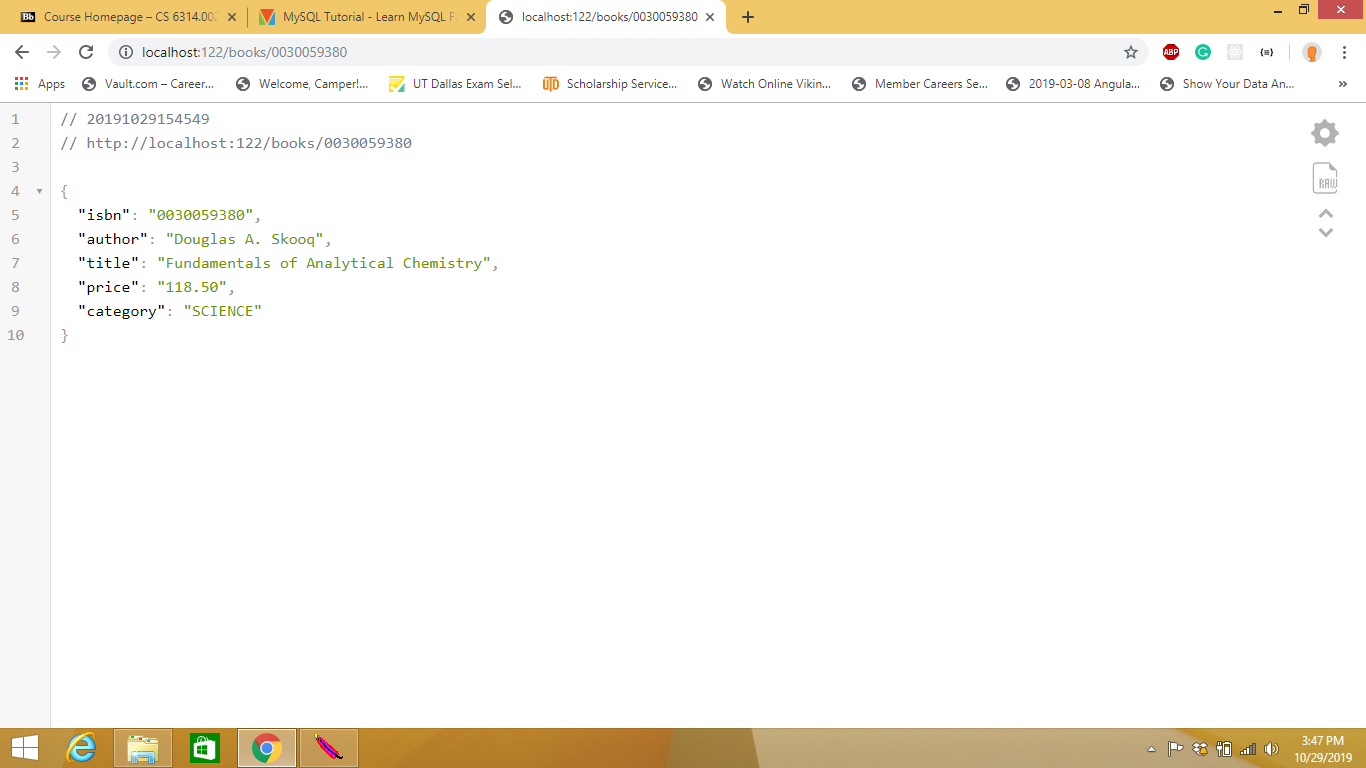 Course Homepage – CS 6314.002
MySQL Tutorial - Learn MySQL F
localhost:122/books/0030059380
localhost:122/books/0030059380
ABP
Apps
Vault.com – Career...
Welcome, Camper!...
UT Dallas Exam Sel...
Scholarship Service...
Watch Online Vikin...
Member Careers Se...
2019-03-08 Angula...
Show Your Data An...
»
1 // 20191029154549
2 // http://localhost:122/books/0030059380
3
4 {
5 "isbn": "0030059380",
6 "author": "Douglas A. Skooq",
7 "title": "Fundamentals of Analytical Chemistry",
8 "price": "118.50",
9 "category": "SCIENCE"
10 }
RAW
3:47 PM
10/29/2019